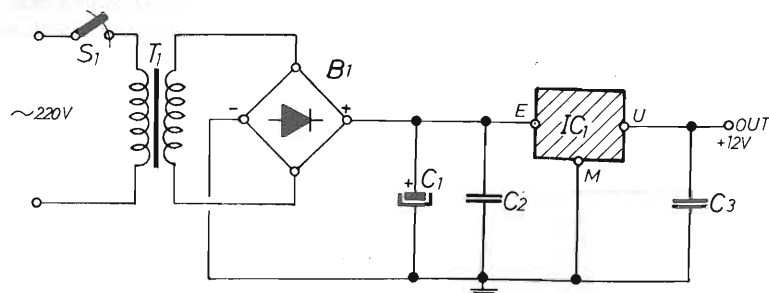 S1
T1
B1
~220V
-
+
E
IC1
U
OUT
+12V
M
+
C1
C2
C3